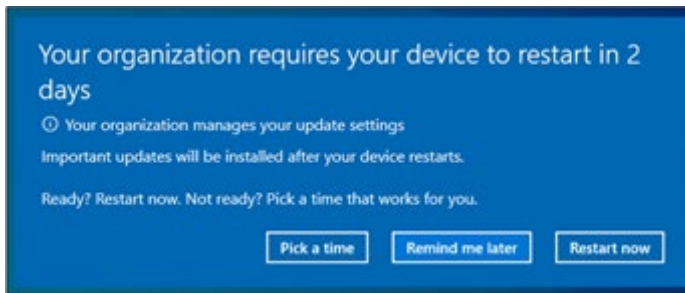 Your organization requires your device to restart in 2
days
Your organization manages your update settings
Important updates will be installed after your device restarts.
Ready? Restart now. Not ready? Pick a time that works for you.
Pick a time Remind me later Restart now